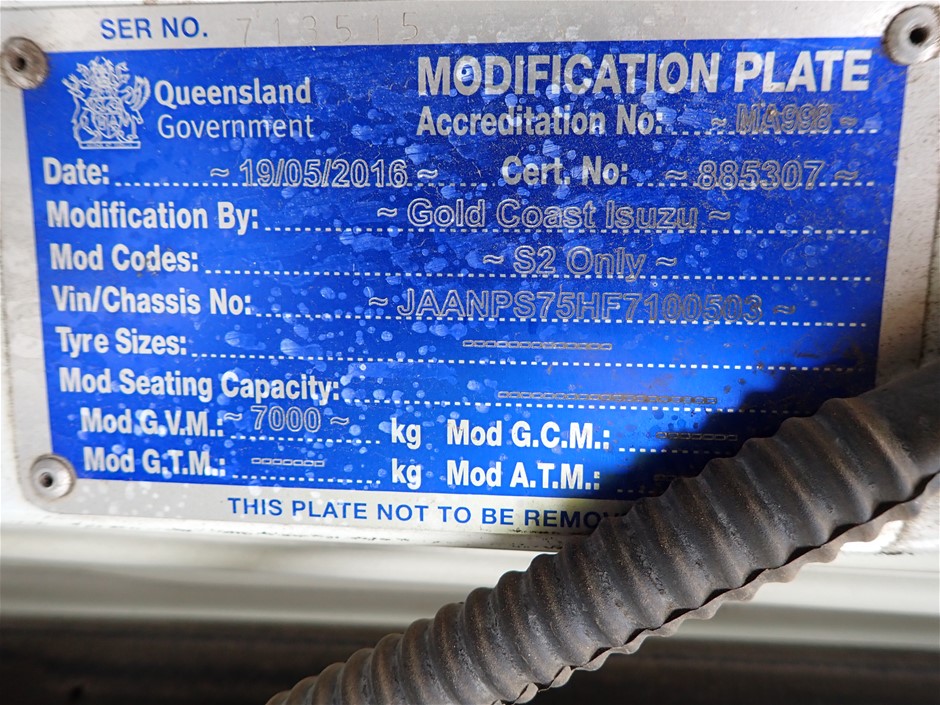 SER NO. 713515
Queensland
Government
MODIFICATION PLATE
Accreditation No: ~ MA998 ~
Date: ~ 19/05/2016 ~ Cert. No: ~ 885307 ~
Modification By: ~ Gold Coast Isuzu ~
Mod Codes: ~ S2 Only ~
Vin/Chassis No: ~ JAANPS75HF7100503 ~
Tyre Sizes:
Mod Seating Capacity:
Mod G.V.M.: ~ 7000 ~ kg Mod G.C.M.:
Mod G.T.M.: kg Mod A.T.M.:
THIS PLATE NOT TO BE REMO